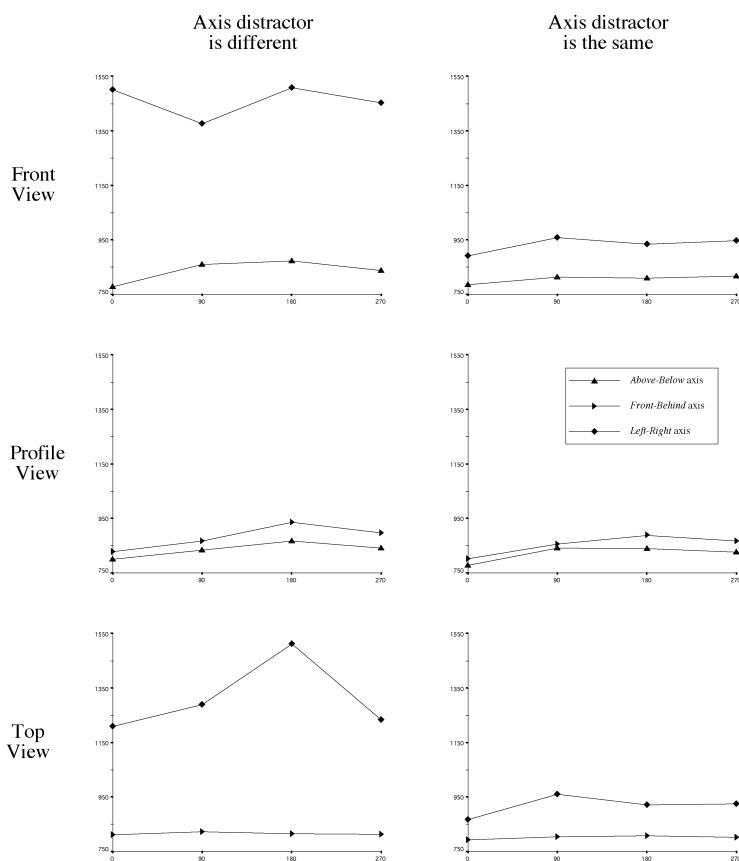 Axis distractor
is different
Axis distractor
is the same
Front
View
1550
1350
1150
950
750
0 90 180 270
1550
1350
1150
950
750
0 90 180 270
Profile
View
1550
1350
1150
950
750
0 90 180 270
1550
1350
1150
950
750
0 90 180 270
Above-Below axis
Front-Behind axis
Left-Right axis
Top
View
1550
1350
1150
950
750
0 90 180 270
1550
1350
1150
950
750
0 90 180 270